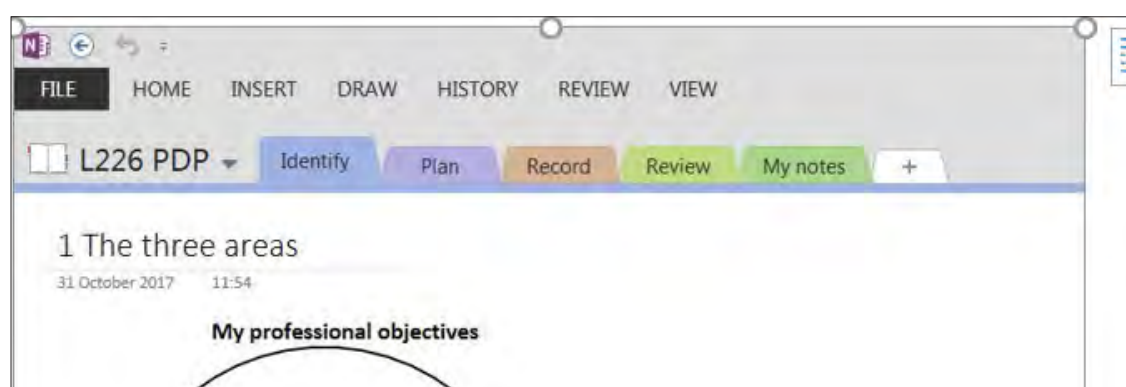 N
FILE HOME INSERT DRAW HISTORY REVIEW VIEW
L226 PDP Identify Plan Record Review My notes +
1 The three areas
31 October 2017 11:54
My professional objectives